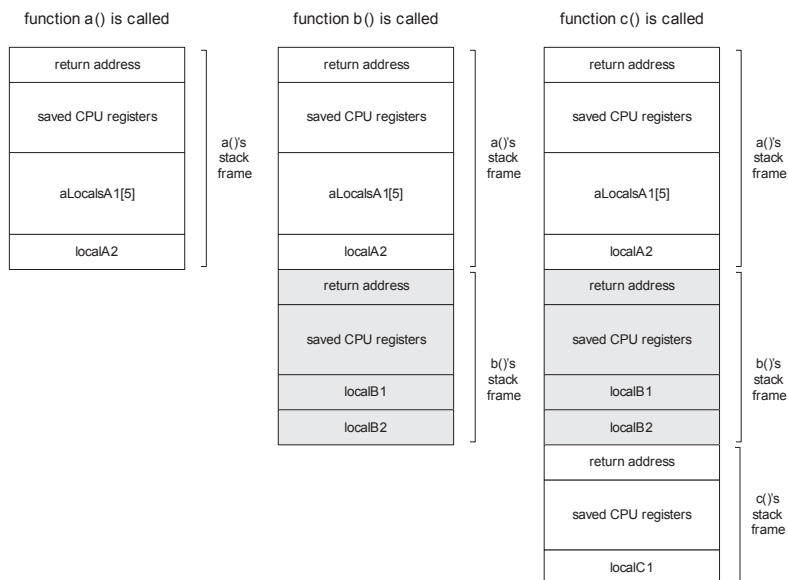 function a() is called
return address
saved CPU registers
aLocalsA1[5]
localA2
a()'s
stack
frame
function b() is called
return address
saved CPU registers
aLocalsA1[5]
localA2
a()'s
stack
frame
return address
saved CPU registers
localB1
localB2
b()'s
stack
frame
function c() is called
return address
saved CPU registers
aLocalsA1[5]
localA2
a()'s
stack
frame
return address
saved CPU registers
localB1
localB2
b()'s
stack
frame
return address
saved CPU registers
localC1
c()'s
stack
frame